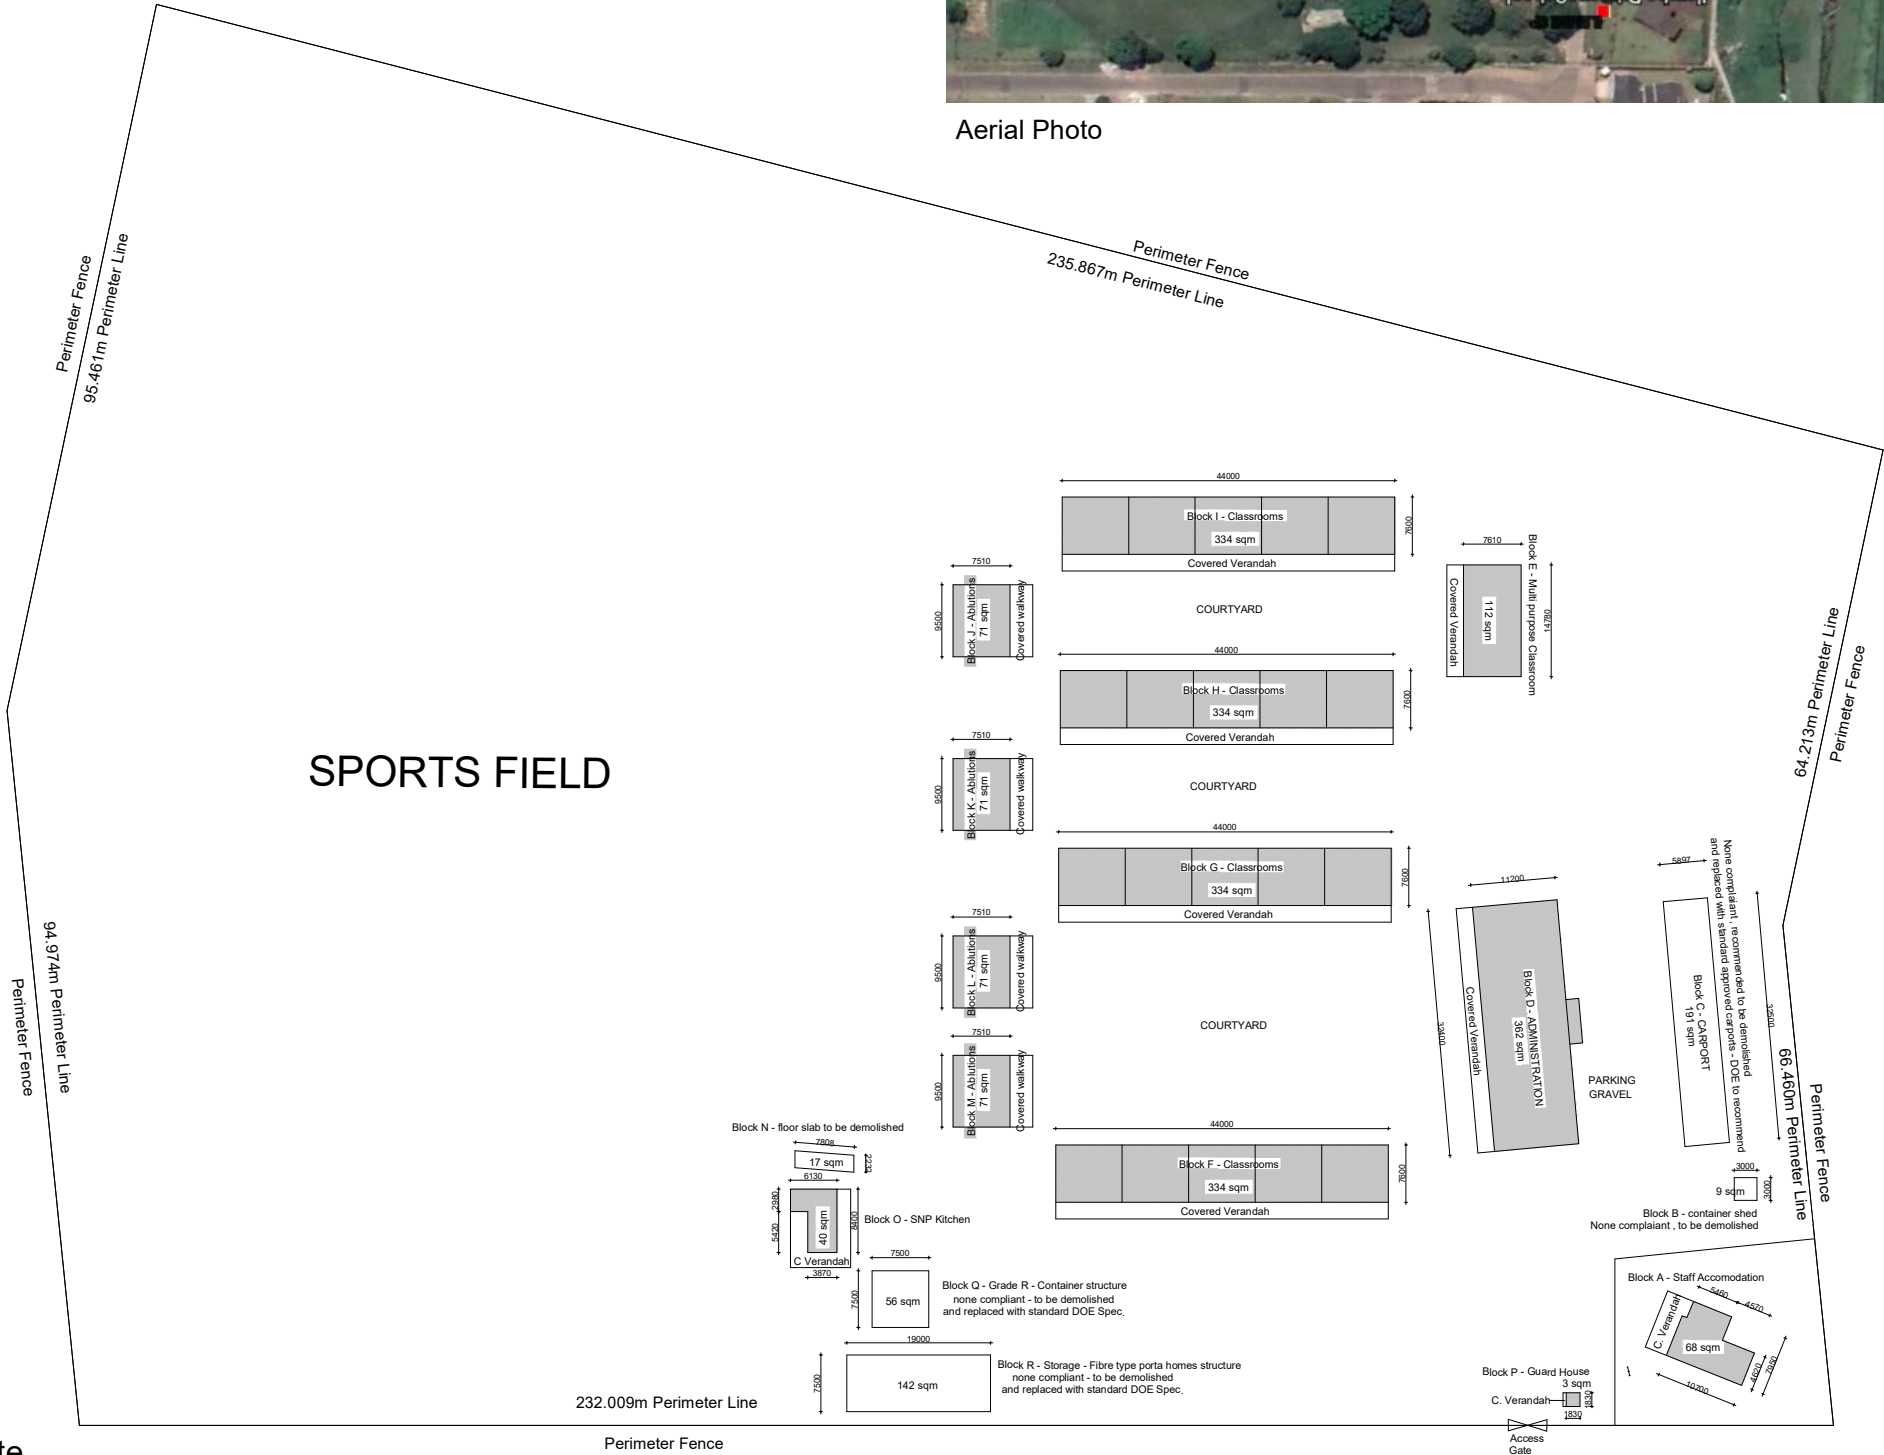 Aerial Photo
Perimeter Fence
235.867m Perimeter Line
Perimeter Fence
95.461m Perimeter Line
94.974m Perimeter Line
Perimeter Fence
SPORTS FIELD
44000
Block I - Classrooms
334 sqm
7600
Covered Verandah
COURTYARD
7510
9500
Block J - Ablutions
71 sqm
Covered walkway
7610
Covered Verandah
112 sqm
Block E - Multi purpose Classroom
14780
64.213m Perimeter Line
Perimeter Fence
44000
Block H - Classrooms
334 sqm
7600
Covered Verandah
COURTYARD
7510
9500
Block K - Ablutions
71 sqm
Covered walkway
44000
Block G - Classrooms
334 sqm
7600
Covered Verandah
COURTYARD
7510
9500
Block L - Ablutions
71 sqm
Covered walkway
7510
9500
Block M - Ablutions
71 sqm
Covered walkway
11200
32400
Covered Verandah
Block D - ADMINISTRATION
362 sqm
PARKING
GRAVEL
5897
Block C - CARPORT
191 sqm
None complaiant , recommended to be demolished
and replaced with standard approved carports - DOE to recommend
32500
66.460m Perimeter Line
Perimeter Fence
44000
Block F - Classrooms
334 sqm
7600
Covered Verandah
Block N - floor slab to be demolished
7808
17 sqm
2232
6130
2980
5420
40 sqm
8400
C Verandah
3870
Block O - SNP Kitchen
3000
9 sqm
3000
Block B - container shed
None complaiant , to be demolished
7500
7500
56 sqm
Block Q - Grade R - Container structure
none compliant - to be demolished
and replaced with standard DOE Spec.
19000
7500
142 sqm
Block R - Storage - Fibre type porta homes structure
none compliant - to be demolished
and replaced with standard DOE Spec.
Block A - Staff Accomodation
5460
4570
C. Verandah
68 sqm
4620
7950
10700
Block P - Guard House
3 sqm
C. Verandah
1830
1830
Access
Gate
232.009m Perimeter Line
Perimeter Fence